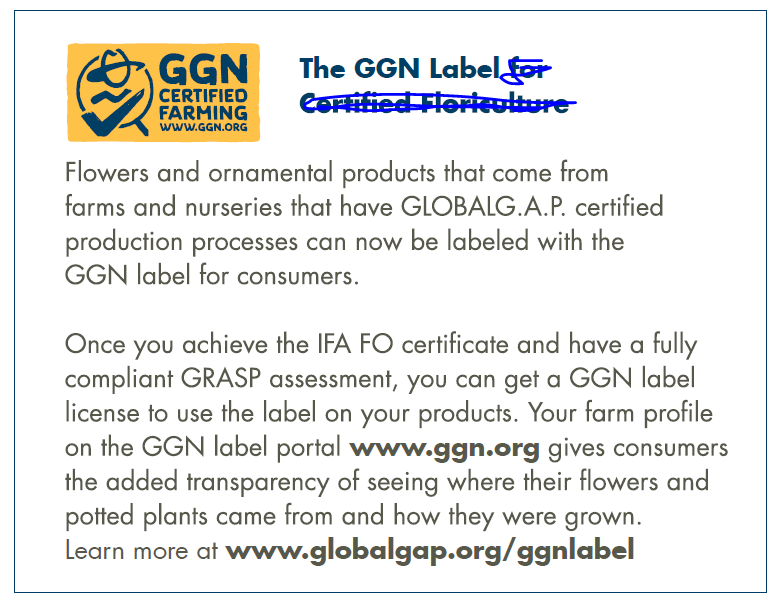 GGN
CERTIFIED
FARMING
WWW.GGN.ORG
The GGN Label for
Certified Floriculture
Flowers and ornamental products that come from
farms and nurseries that have GLOBALG.A.P. certified
production processes can now be labeled with the
GGN label for consumers.
Once you achieve the IFA FO certificate and have a fully
compliant GRASP assessment, you can get a GGN label
license to use the label on your products. Your farm profile
on the GGN label portal www.ggn.org gives consumers
the added transparency of seeing where their flowers and
potted plants came from and how they were grown.
Learn more at www.globalgap.org/ggnlabel